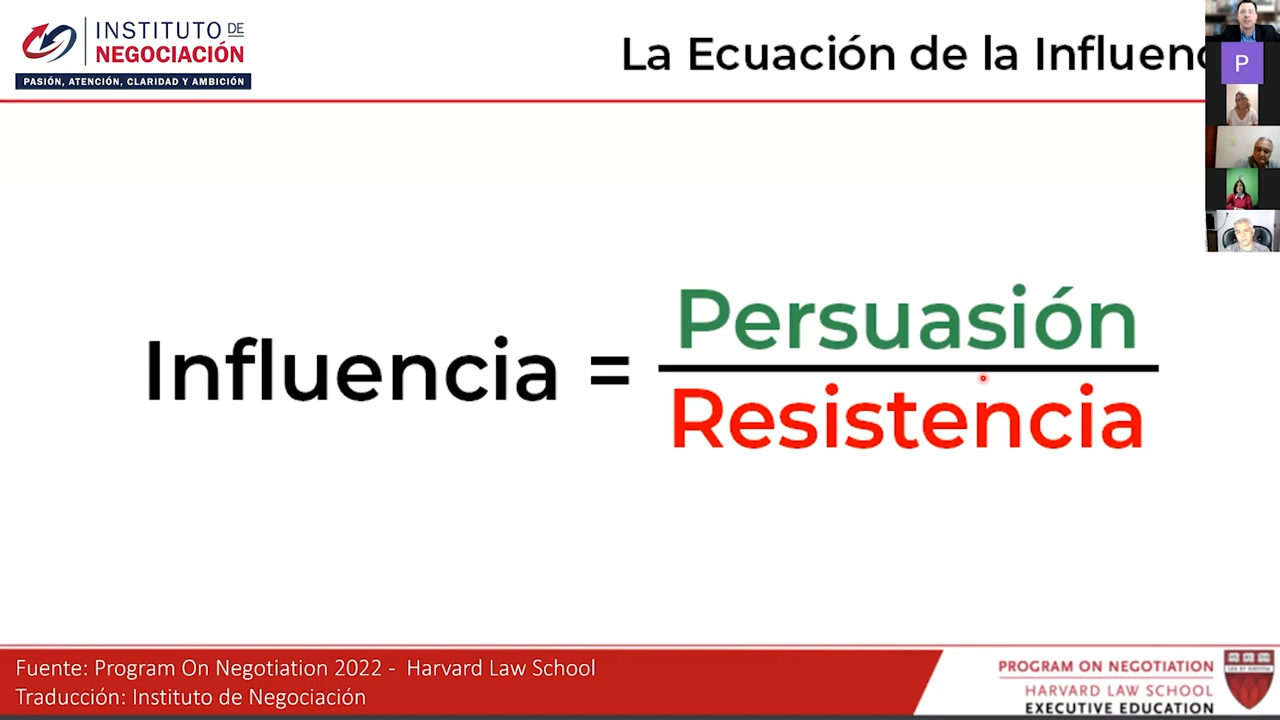 INSTITUTO DE
NEGOCIACIÓN
PASIÓN, ATENCIÓN, CLARIDAD Y AMBICIÓN
La Ecuación de la Influenc
P
Influencia = Persuasión
Resistencia
Fuente: Program On Negotiation 2022 - Harvard Law School
Traducción: Instituto de Negociación
PROGRAM ON NEGOTIATION
HARVARD LAW SCHOOL
EXECUTIVE EDUCATION